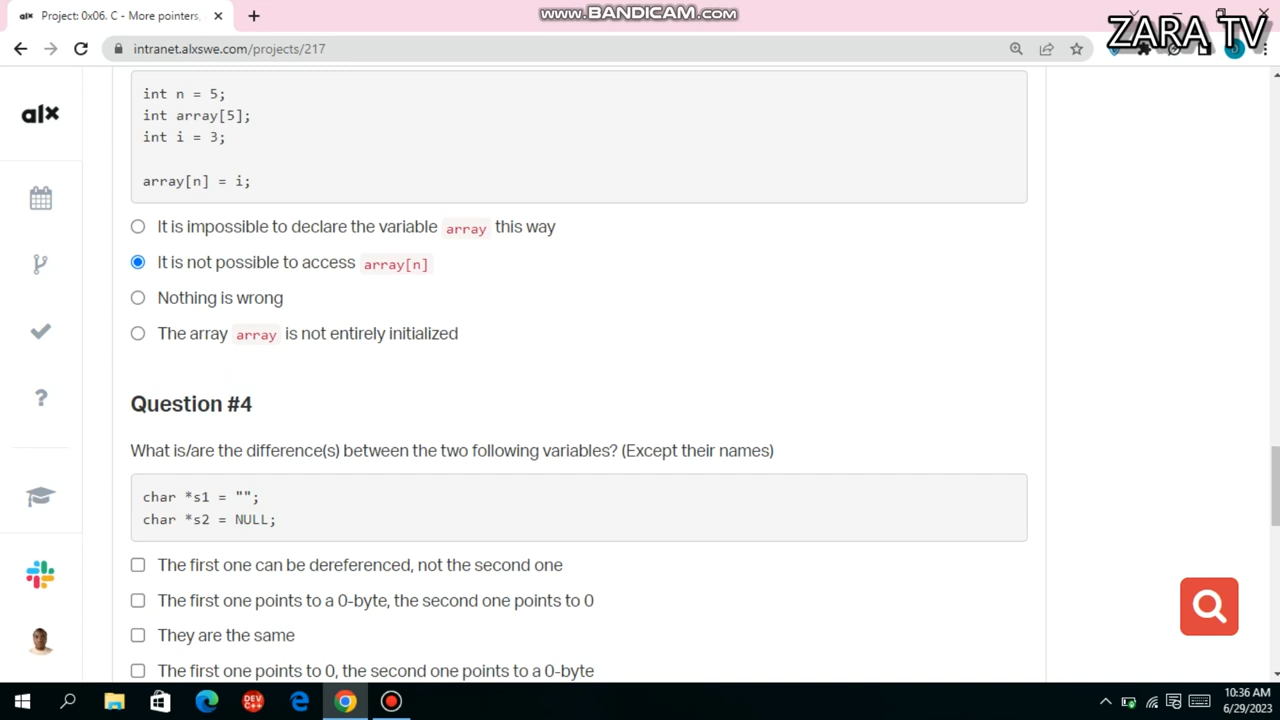 alx Project: 0x06. C - More pointers, ×
WWW.BANDICAM.COM
ZARA TV
intranet.alxswe.com/projects/217
alx
int n = 5;
int array[5];
int i = 3;
array[n] = i;
It is impossible to declare the variable array this way
It is not possible to access array[n]
Nothing is wrong
The array array is not entirely initialized
Question #4
What is/are the difference(s) between the two following variables? (Except their names)
char *s1 = "";
char *s2 = NULL;
The first one can be dereferenced, not the second one
The first one points to a 0-byte, the second one points to 0
They are the same
The first one points to 0, the second one points to a 0-byte
DEV C++
10:36 AM
6/29/2023